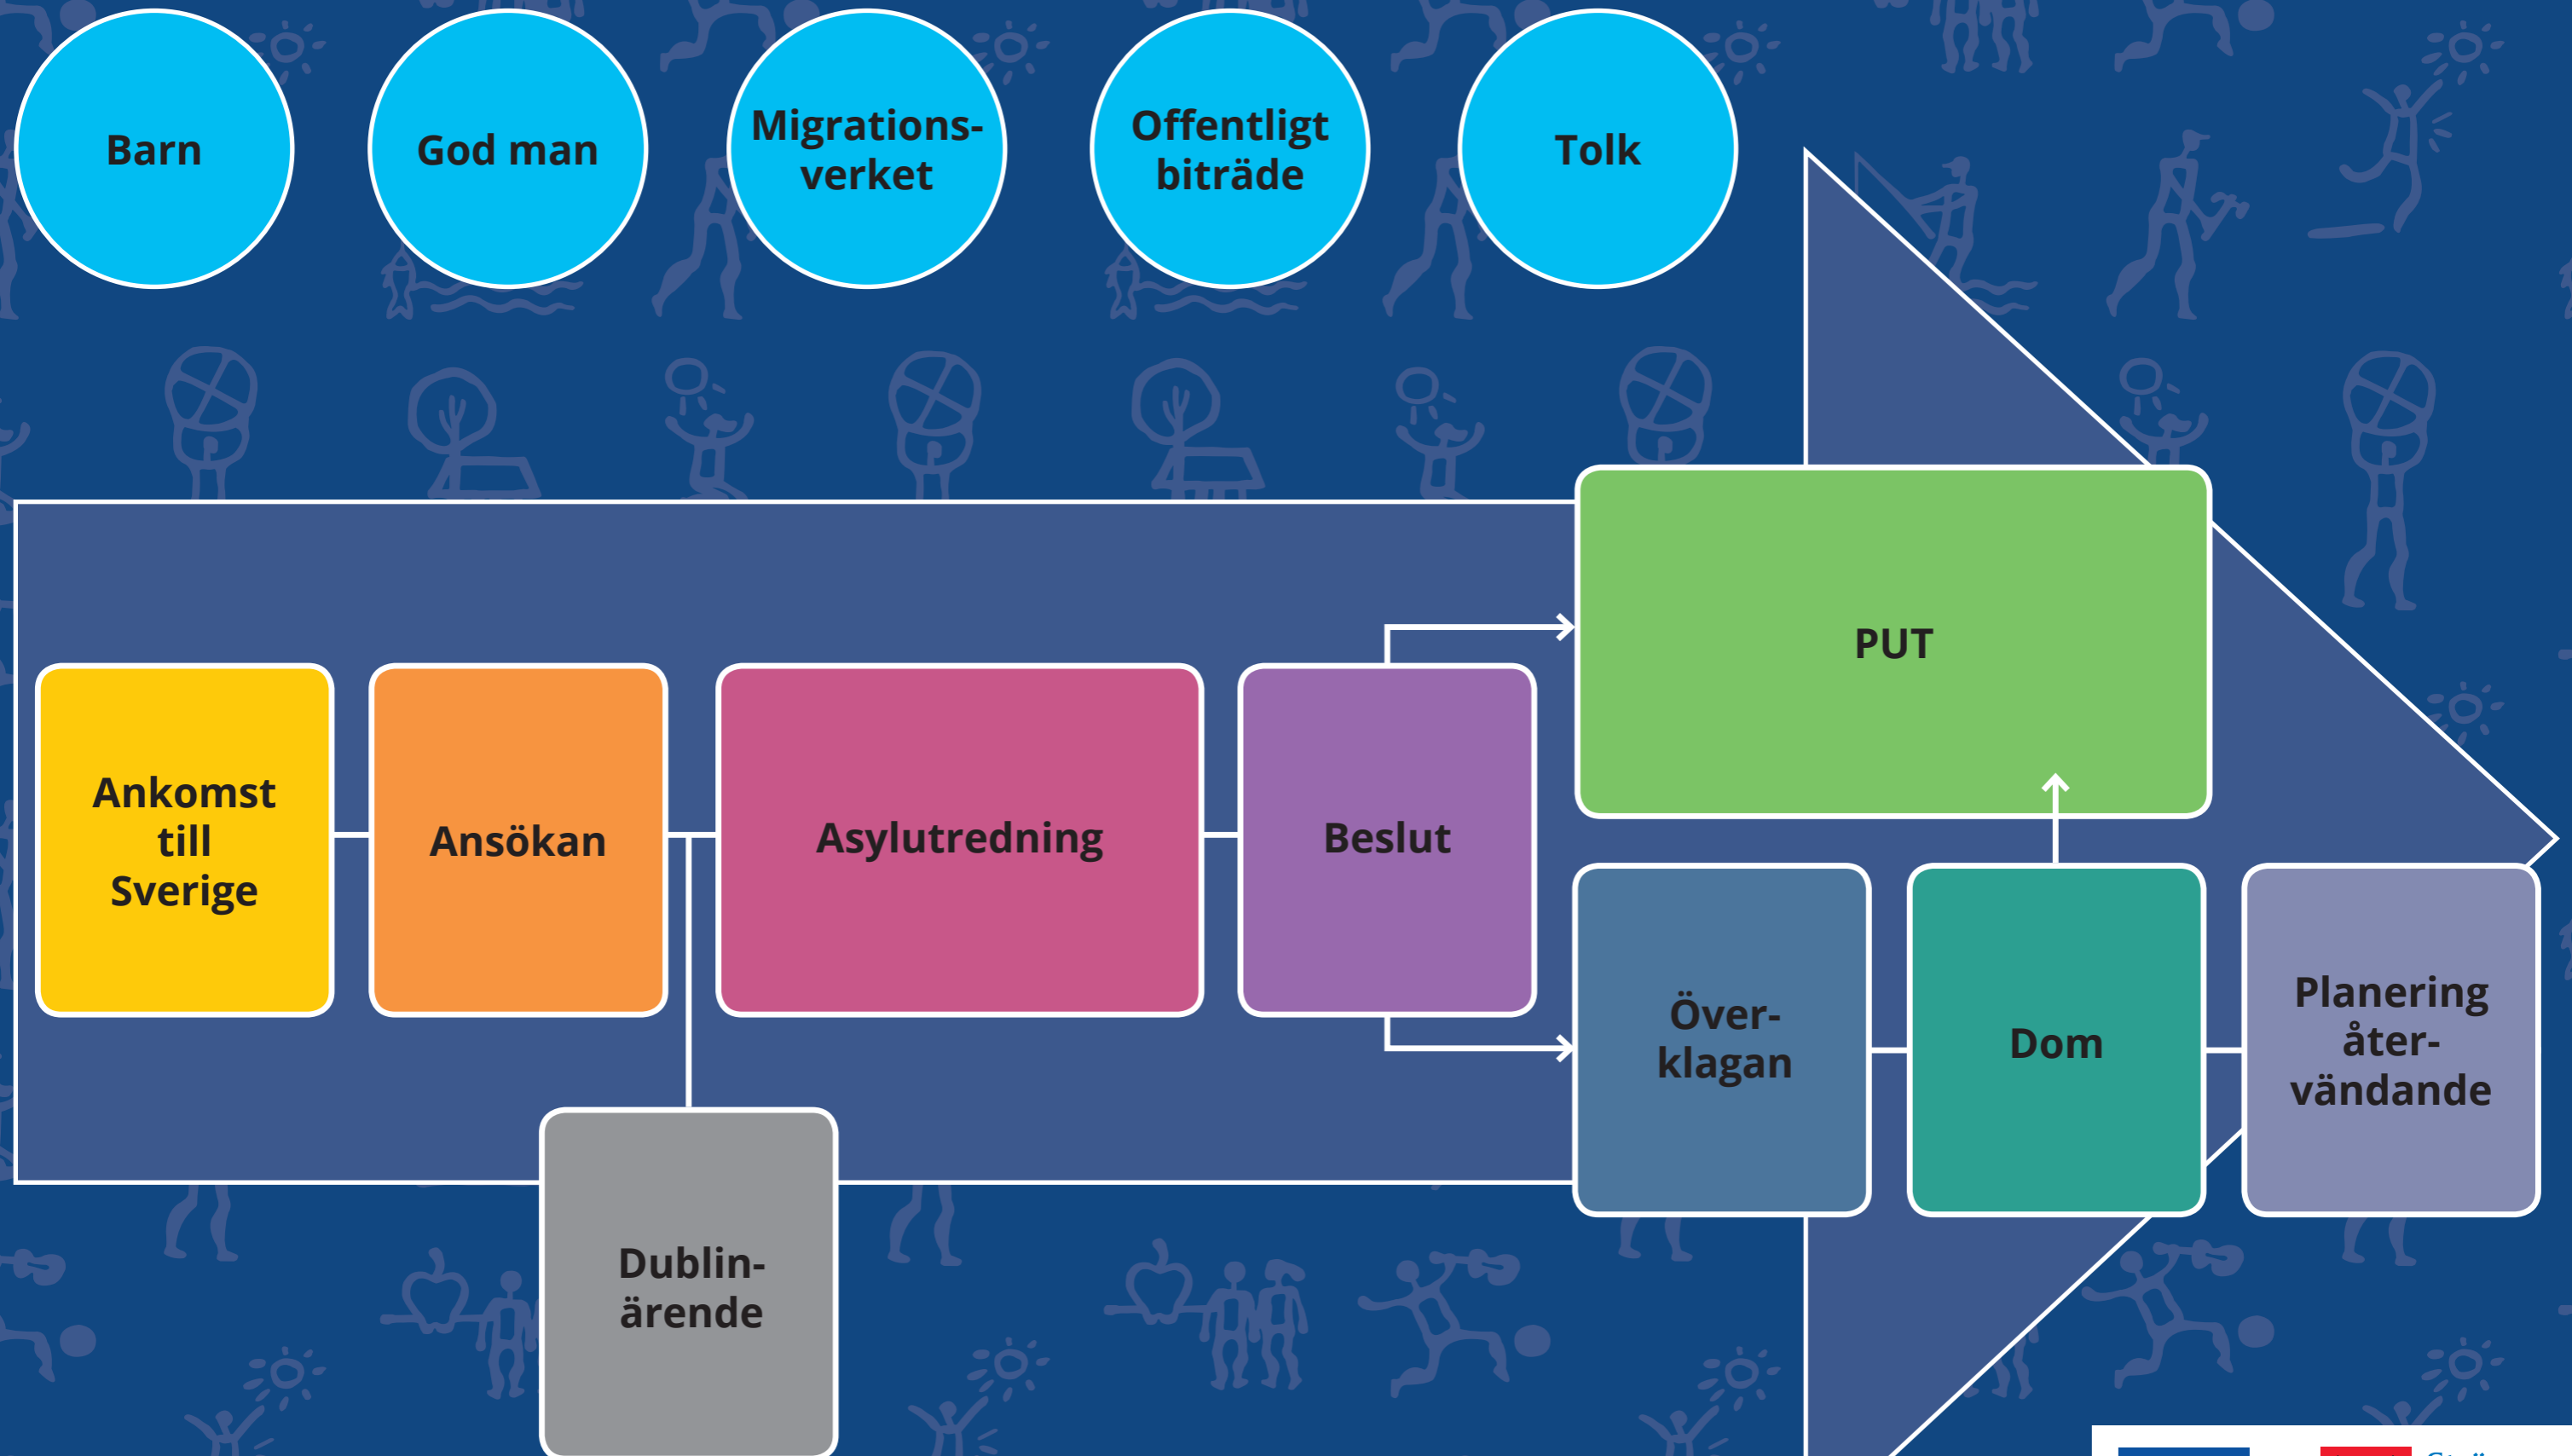 Barn
God man
Migrations-
verket
Offentligt
biträde
Tolk
PUT
Ankomst
till
Sverige
Ansökan
Asylutredning
Beslut
Över-
klagan
Dom
Planering
åter-
vändande
Dublin-
ärende